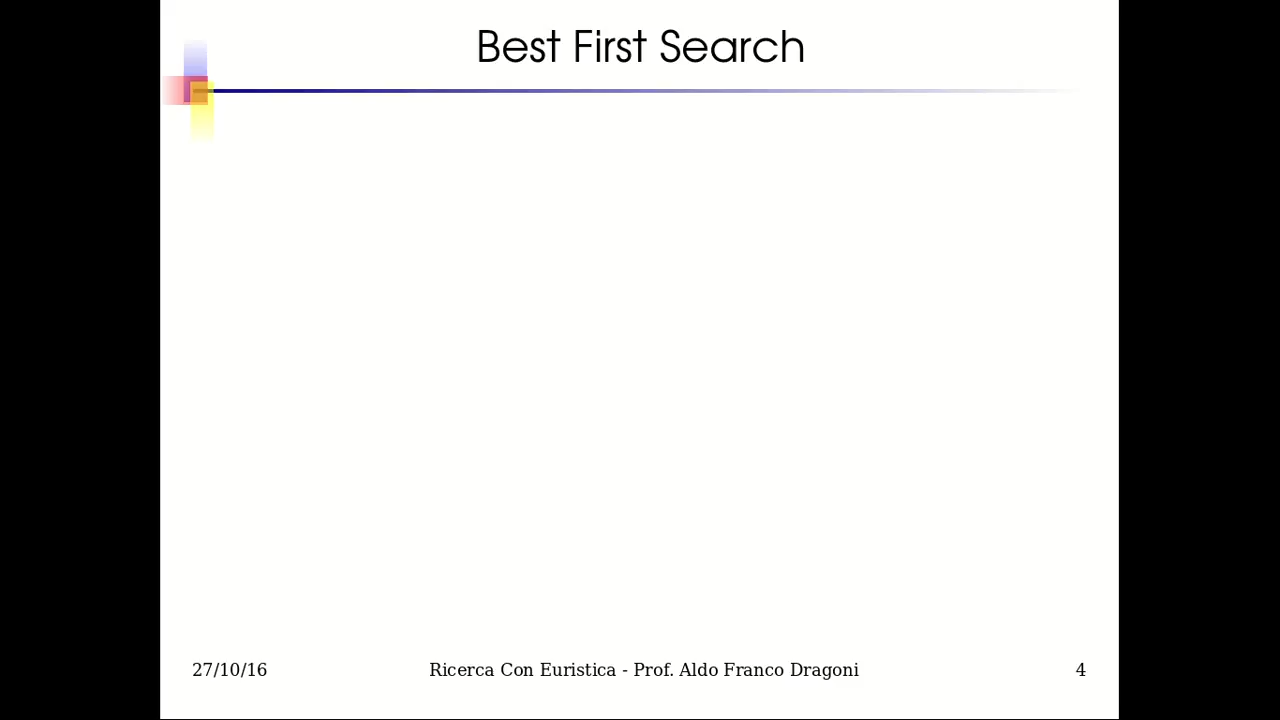 Best First Search
27/10/16 Ricerca Con Euristica - Prof. Aldo Franco Dragoni 4